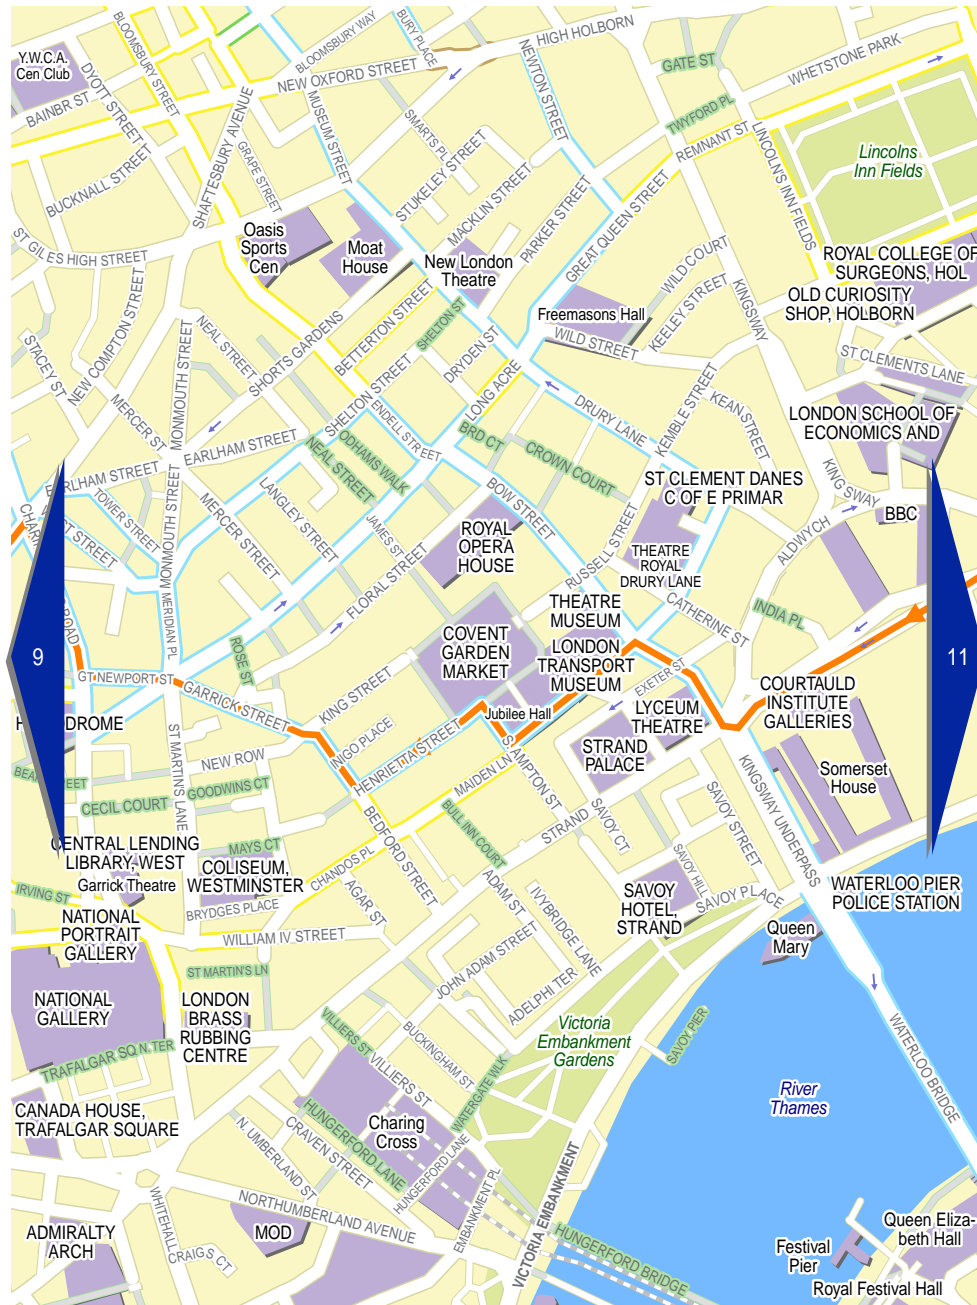 BLOOMSBURY STREET
BLOOMSBURY WAY
BURY PLACE
HIGH HOLBORN
Y.W.C.A.
Cen Club
DYOTT STREET
NEW OXFORD STREET
NEWTON STREET
GATE ST
WHETSTONE PARK
BAINBR ST
MUSEUM STREET
SMARTS PL
TWYFORD PL
SHAFTESBURY AVENUE
GRAPE STREET
REMNANT ST
LINCOLN'S INN FIELDS
Lincolns
Inn Fields
BUCKNALL STREET
STUKELEY STREET
MACKLIN STREET
PARKER STREET
GREAT QUEEN STREET
ST GILES HIGH STREET
Oasis
Sports
Cen
Moat
House
New London
Theatre
WILD COURT
ROYAL COLLEGE OF
SURGEONS, HOL
OLD CURIOSITY
SHOP, HOLBORN
NEW COMPTON STREET
STACEY ST
NEAL STREET
SHORTS GARDENS
BETTERTON STREET
SHELTON ST
DRYDEN ST
Freemasons Hall
WILD STREET
KEELEY STREET
KINGSWAY
ST CLEMENTS LANE
MONMOUTH STREET
MERCER ST
SHELTON STREET
ENDELL STREET
LONG ACRE
DRURY LANE
KEMBLE STREET
KEAN STREET
LONDON SCHOOL OF
ECONOMICS AND
EARLHAM STREET
EARLHAM STREET
NEAL STREET
ODHAMS WALK
BRD CT
CROWN COURT
ST CLEMENT DANES
C OF E PRIMAR
KING SWAY
TOWER STREET
MERCER STREET
LANGLEY STREET
JAMES ST
BOW STREET
ALDWYCH
BBC
ROYAL
OPERA
HOUSE
RUSSELL STREET
THEATRE
ROYAL
DRURY LANE
MONMOUTH STREET
MERIDIAN PL
FLORAL STREET
CATHERINE ST
INDIA PL
THEATRE
MUSEUM
COVENT
GARDEN
MARKET
LONDON
TRANSPORT
MUSEUM
ROSE ST
9
11
GT NEWPORT ST
GARRICK STREET
KING STREET
EXETER ST
COURTAULD
INSTITUTE
GALLERIES
Jubilee Hall
LYCEUM
THEATRE
INIGO PLACE
HENRIETTA STREET
ST MARTINS LANE
NEW ROW
MAIDEN LN
STRAND
PALACE
KINGSWAY UNDERPASS
Somerset
House
GOODWINS CT
CECIL COURT
BEDFORD STREET
BULL INN COURT
STRAND
SAVOY CT
SAVOY STREET
CENTRAL LENDING
LIBRARY, WEST
MAYS CT
CHANDOS PL
SAVOY HILL
Garrick Theatre
COLISEUM,
WESTMINSTER
AGAR ST
ADAM ST
IVYBRIDGE LANE
SAVOY
HOTEL,
STRAND
SAVOY PLACE
WATERLOO PIER
POLICE STATION
IRVING ST
BRYDGES PLACE
NATIONAL
PORTRAIT
GALLERY
WILLIAM IV STREET
JOHN ADAM STREET
Queen
Mary
ST MARTIN'S LN
ADELPHI TER
NATIONAL
GALLERY
LONDON
BRASS
RUBBING
CENTRE
VILLIERS ST
VILLIERS ST
BUCKINGHAM ST
Victoria
Embankment
Gardens
SAVOY PIER
WATERLOO BRIDGE
TRAFALGAR SQ N. TER
WATERGATE WLK
River
Thames
CANADA HOUSE,
TRAFALGAR SQUARE
HUNGERFORD LANE
Charing
Cross
N.UMBERLAND ST
CRAVEN STREET
HUNGERFORD LANE
EMBANKMENT PL
VICTORIA EMBANKMENT
WHITEHALL
NORTHUMBERLAND AVENUE
HUNGERFORD BRIDGE
ADMIRALTY
ARCH
CRAIG S CT
MOD
Festival
Pier
Queen Eliza-
beth Hall
Royal Festival Hall